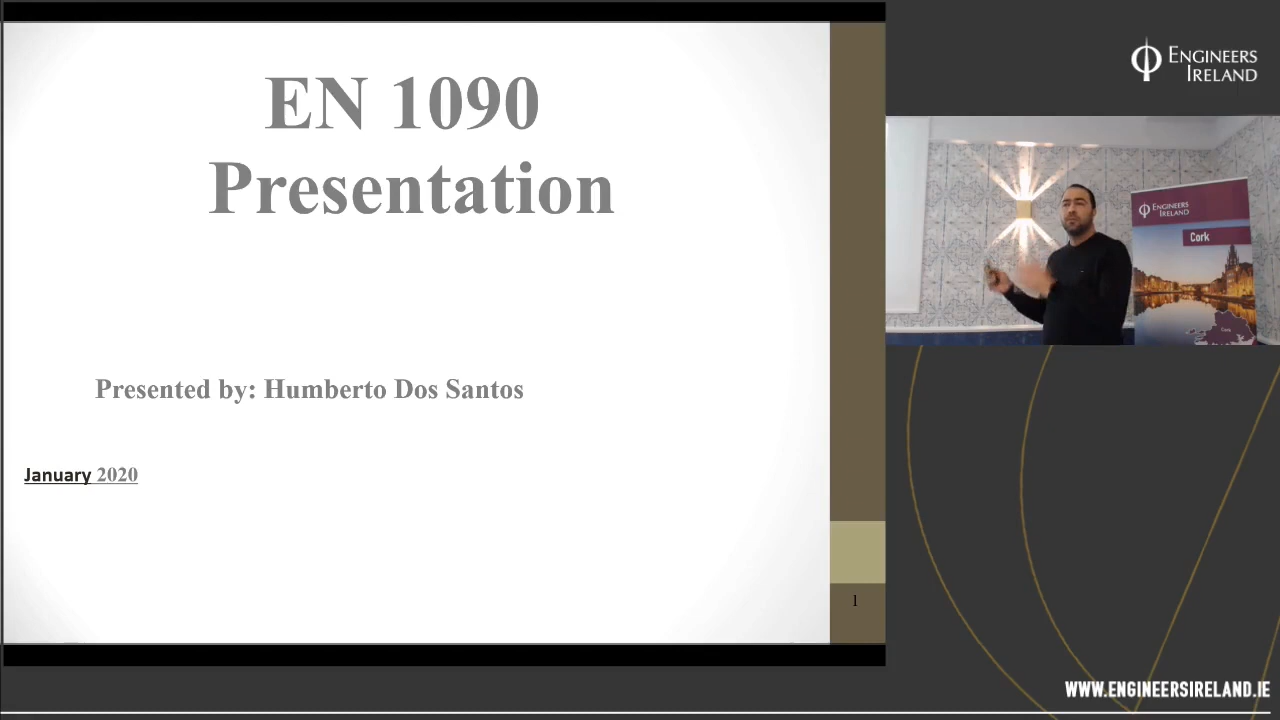 EN 1090
Presentation
Presented by: Humberto Dos Santos
January 2020
1
ENGINEERS
IRELAND
ENGINEERS
IRELAND
Cork
WWW.ENGINEERSIRELAND.IE